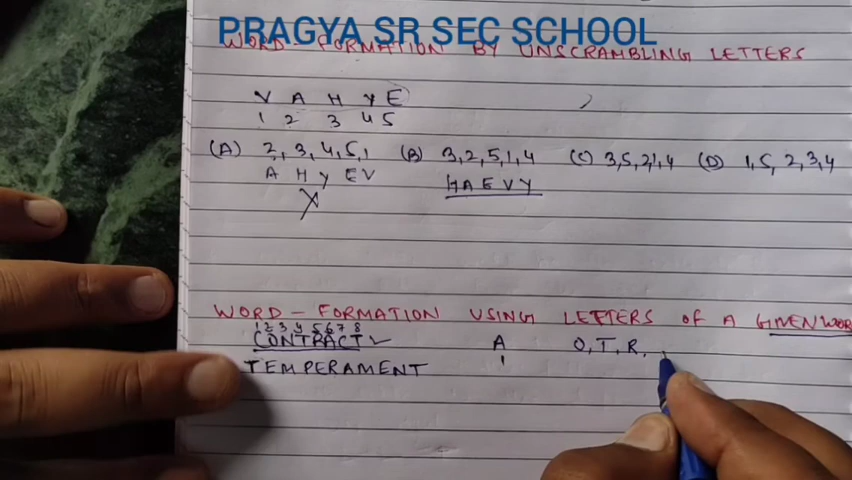 PRAGYA SR SEC SCHOOL
WORD FORMATION BY UNSCRAMBLING LETTERS
V A H Y E
1 2 3 4 5
(A) 2, 3, 4, 5, 1 (B) 3, 2, 5, 1, 4 (C) 3, 5, 2, 1, 4 (D) 1, 5, 2, 3, 4
A H Y E V HAEVY
WORD - FORMATION USING LETTERS OF A GIVEN WOR
1 2 3 4 5 6 7 8
CONTRACT A O, T, R,
TEMPERAMENT 1